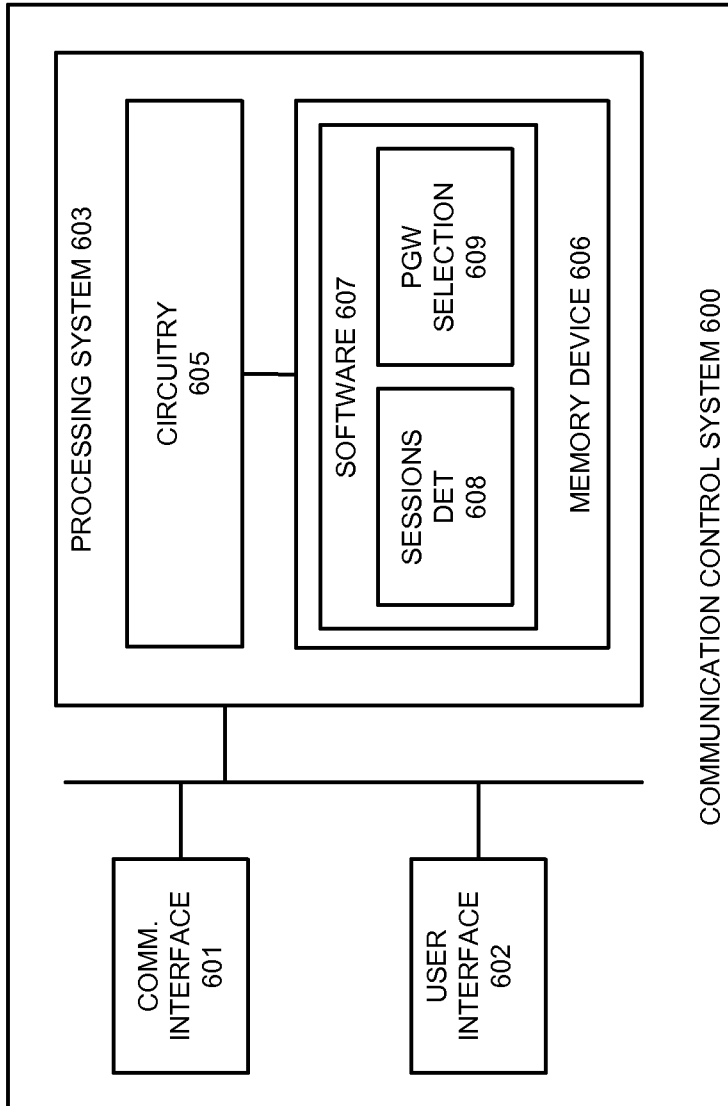 COMM.
INTERFACE
601
USER
INTERFACE
602
PROCESSING SYSTEM 603
CIRCUITRY
605
SOFTWARE 607
SESSIONS
DET
608
PGW
SELECTION
609
MEMORY DEVICE 606
COMMUNICATION CONTROL SYSTEM 600